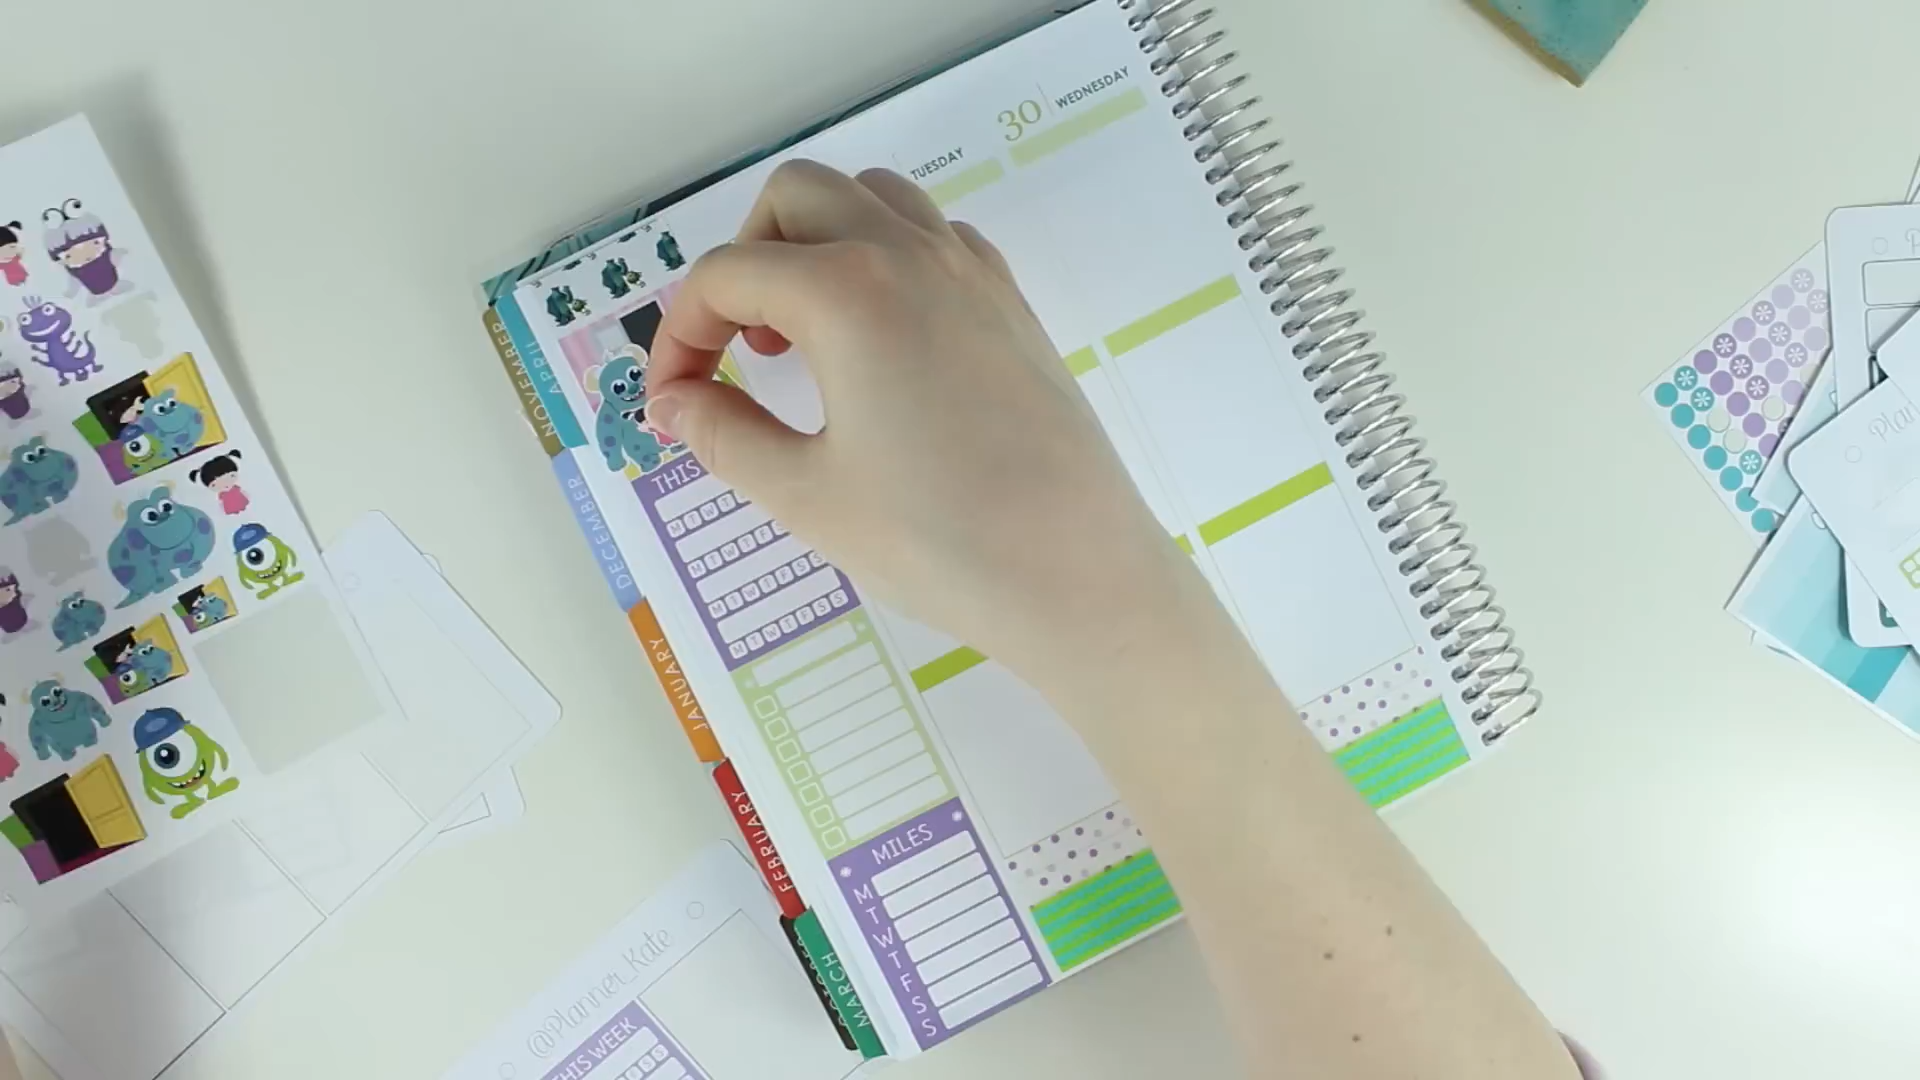 30
WEDNESDAY
TUESDAY
NOVEMBER
APRIL
DECEMBER
JANUARY
FEBRUARY
MARCH
THIS
M T W T
M T W T F S
M T W T F S S
M T W T F S S
MILES
M
T
W
T
F
S
S
@Planner_Kate
THIS WEEK